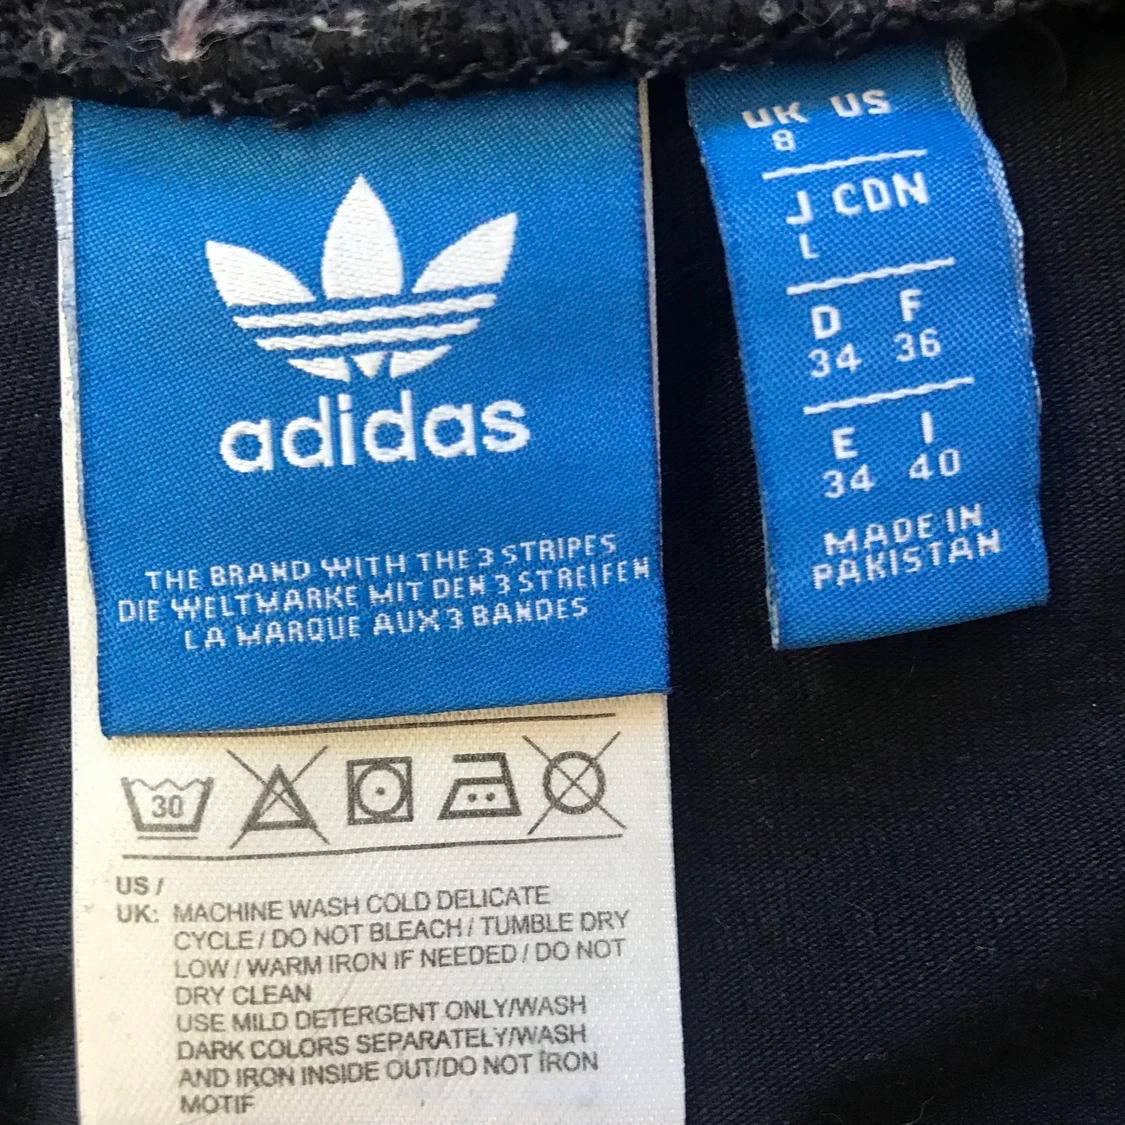 adidas
THE BRAND WITH THE 3 STRIPES
DIE WELTMARKE MIT DEN 3 STREIFEN
LA MARQUE AUX 3 BANDES
30
US /
UK: MACHINE WASH COLD DELICATE
CYCLE / DO NOT BLEACH / TUMBLE DRY
LOW / WARM IRON IF NEEDED / DO NOT
DRY CLEAN
USE MILD DETERGENT ONLY/WASH
DARK COLORS SEPARATELY/WASH
AND IRON INSIDE OUT/DO NOT IRON
MOTIF
UK US
8
J CDN
L
D F
34 36
E I
34 40
MADE IN
PAKISTAN